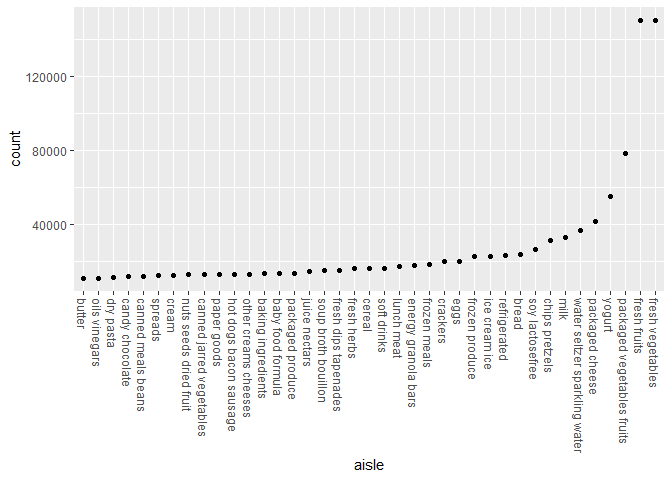 120000
80000
40000
count
butter
oils vinegars
dry pasta
candy chocolate
canned meals beans
spreads
cream
nuts seeds dried fruit
canned jarred vegetables
paper goods
hot dogs bacon sausage
other creams cheeses
baking ingredients
baby food formula
packaged produce
juice nectars
soup broth bouillon
fresh dips tapenades
fresh herbs
cereal
soft drinks
lunch meat
energy granola bars
frozen meals
crackers
eggs
frozen produce
ice cream ice
refrigerated
bread
soy lactosefree
chips pretzels
milk
water seltzer sparkling water
packaged cheese
yogurt
packaged vegetables fruits
fresh fruits
fresh vegetables
aisle